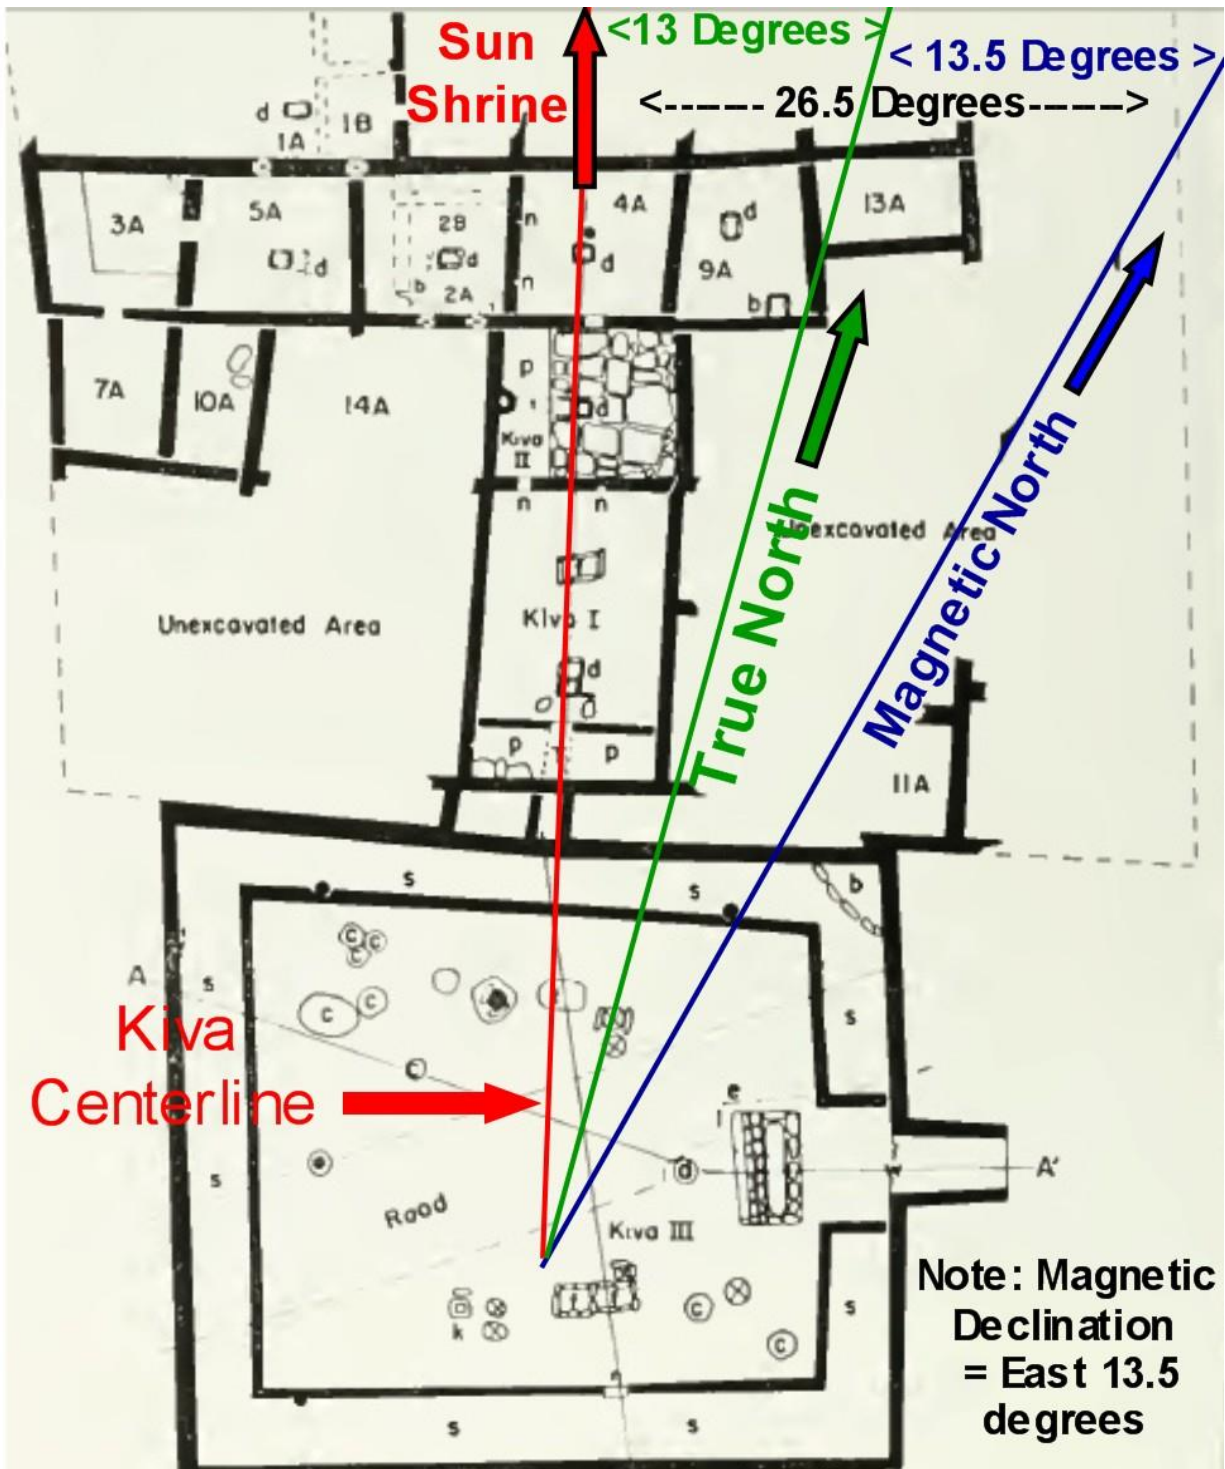 Sun
Shrine
<13 Degrees >
< 13.5 Degrees >
<------- 26.5 Degrees------->
d
1A
1B
3A
5A
d
2B
d
b
2A
n
n
4A
d
d
9A
b
13A
7A
10A
14A
p
Kiva
II
d
n
n
Unexcavated Area
Unexcavated Area
True North
Magnetic North
Kiva I
d
p
p
11A
s
s
b
A
s
c
c
c
c
c
c
s
Kiva
Centerline
e
d
A'
s
Road
Kiva III
k
c
c
s
s
s
Note: Magnetic
Declination
= East 13.5
degrees